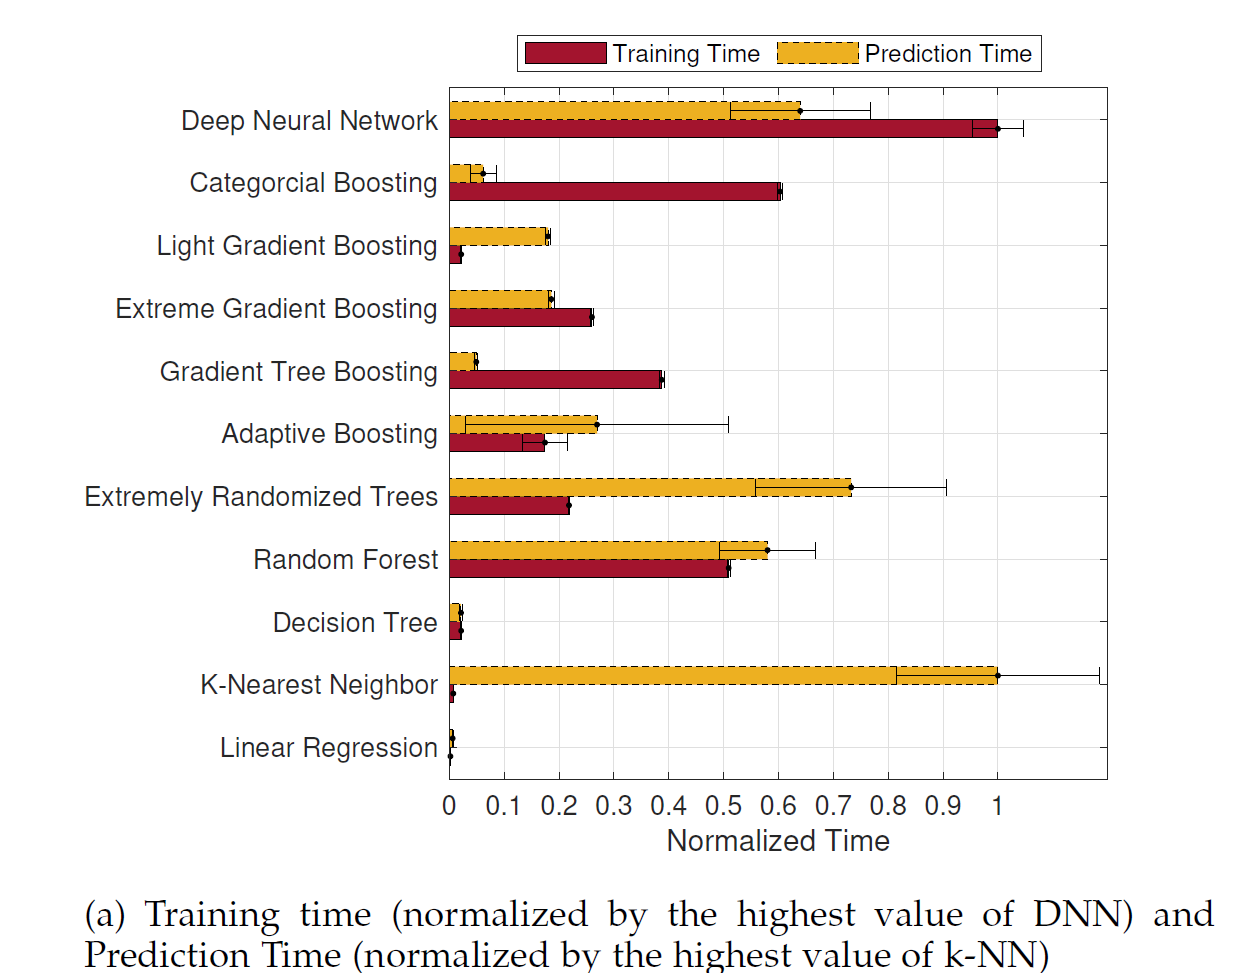 Training Time Prediction Time
Deep Neural Network
Categorcial Boosting
Light Gradient Boosting
Extreme Gradient Boosting
Gradient Tree Boosting
Adaptive Boosting
Extremely Randomized Trees
Random Forest
Decision Tree
K-Nearest Neighbor
Linear Regression
0 0.1 0.2 0.3 0.4 0.5 0.6 0.7 0.8 0.9 1
Normalized Time
(a) Training time (normalized by the highest value of DNN) and
Prediction Time (normalized by the highest value of k-NN)